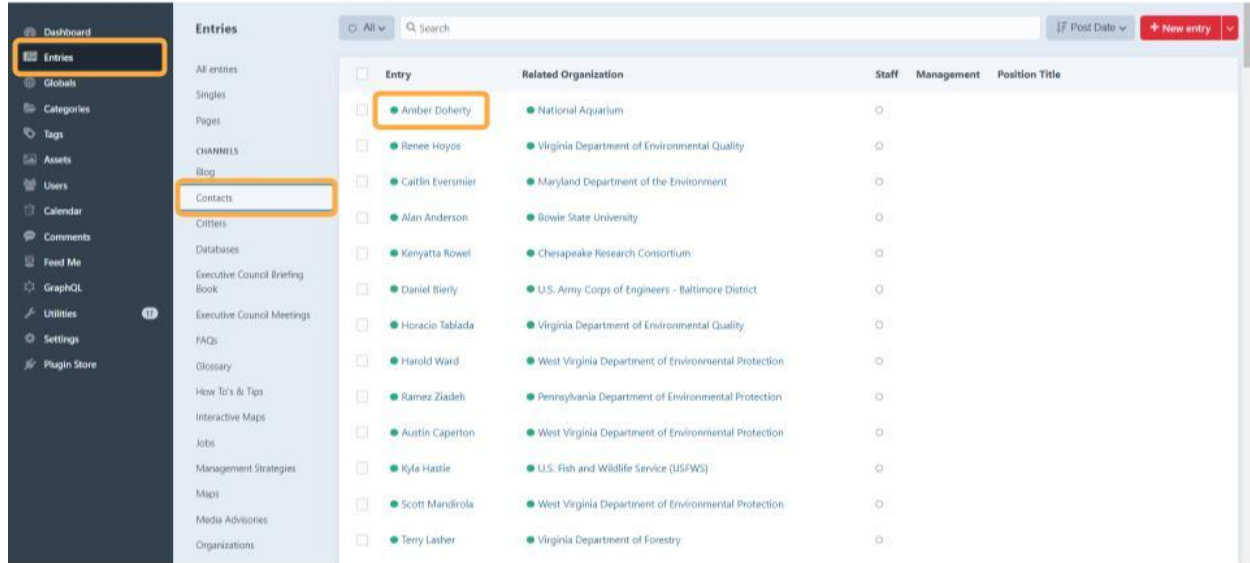 Dashboard
Entries
Globals
Categories
Tags
Assets
Users
Calendar
Comments
Feed Me
GraphQL
Utilities 17
Settings
Plugin Store
Entries
All entries
Singles
Pages
CHANNELS
Blog
Contacts
Critters
Databases
Executive Council Briefing
Book
Executive Council Meetings
FAQs
Glossary
How To's & Tips
Interactive Maps
Jobs
Management Strategies
Maps
Media Advisories
Organizations
All Search Post Date + New entry
Entry Related Organization Staff Management Position Title
Amber Doherty National Aquarium
Renee Hoyos Virginia Department of Environmental Quality
Caitlin Eversmier Maryland Department of the Environment
Alan Anderson Bowie State University
Kenyatta Rowel Chesapeake Research Consortium
Daniel Bierly U.S. Army Corps of Engineers - Baltimore District
Horacio Tablada Virginia Department of Environmental Quality
Harold Ward West Virginia Department of Environmental Protection
Ramez Ziadeh Pennsylvania Department of Environmental Protection
Austin Caperton West Virginia Department of Environmental Protection
Kyla Hastie U.S. Fish and Wildlife Service (USFWS)
Scott Mandirola West Virginia Department of Environmental Protection
Terry Lasher Virginia Department of Forestry